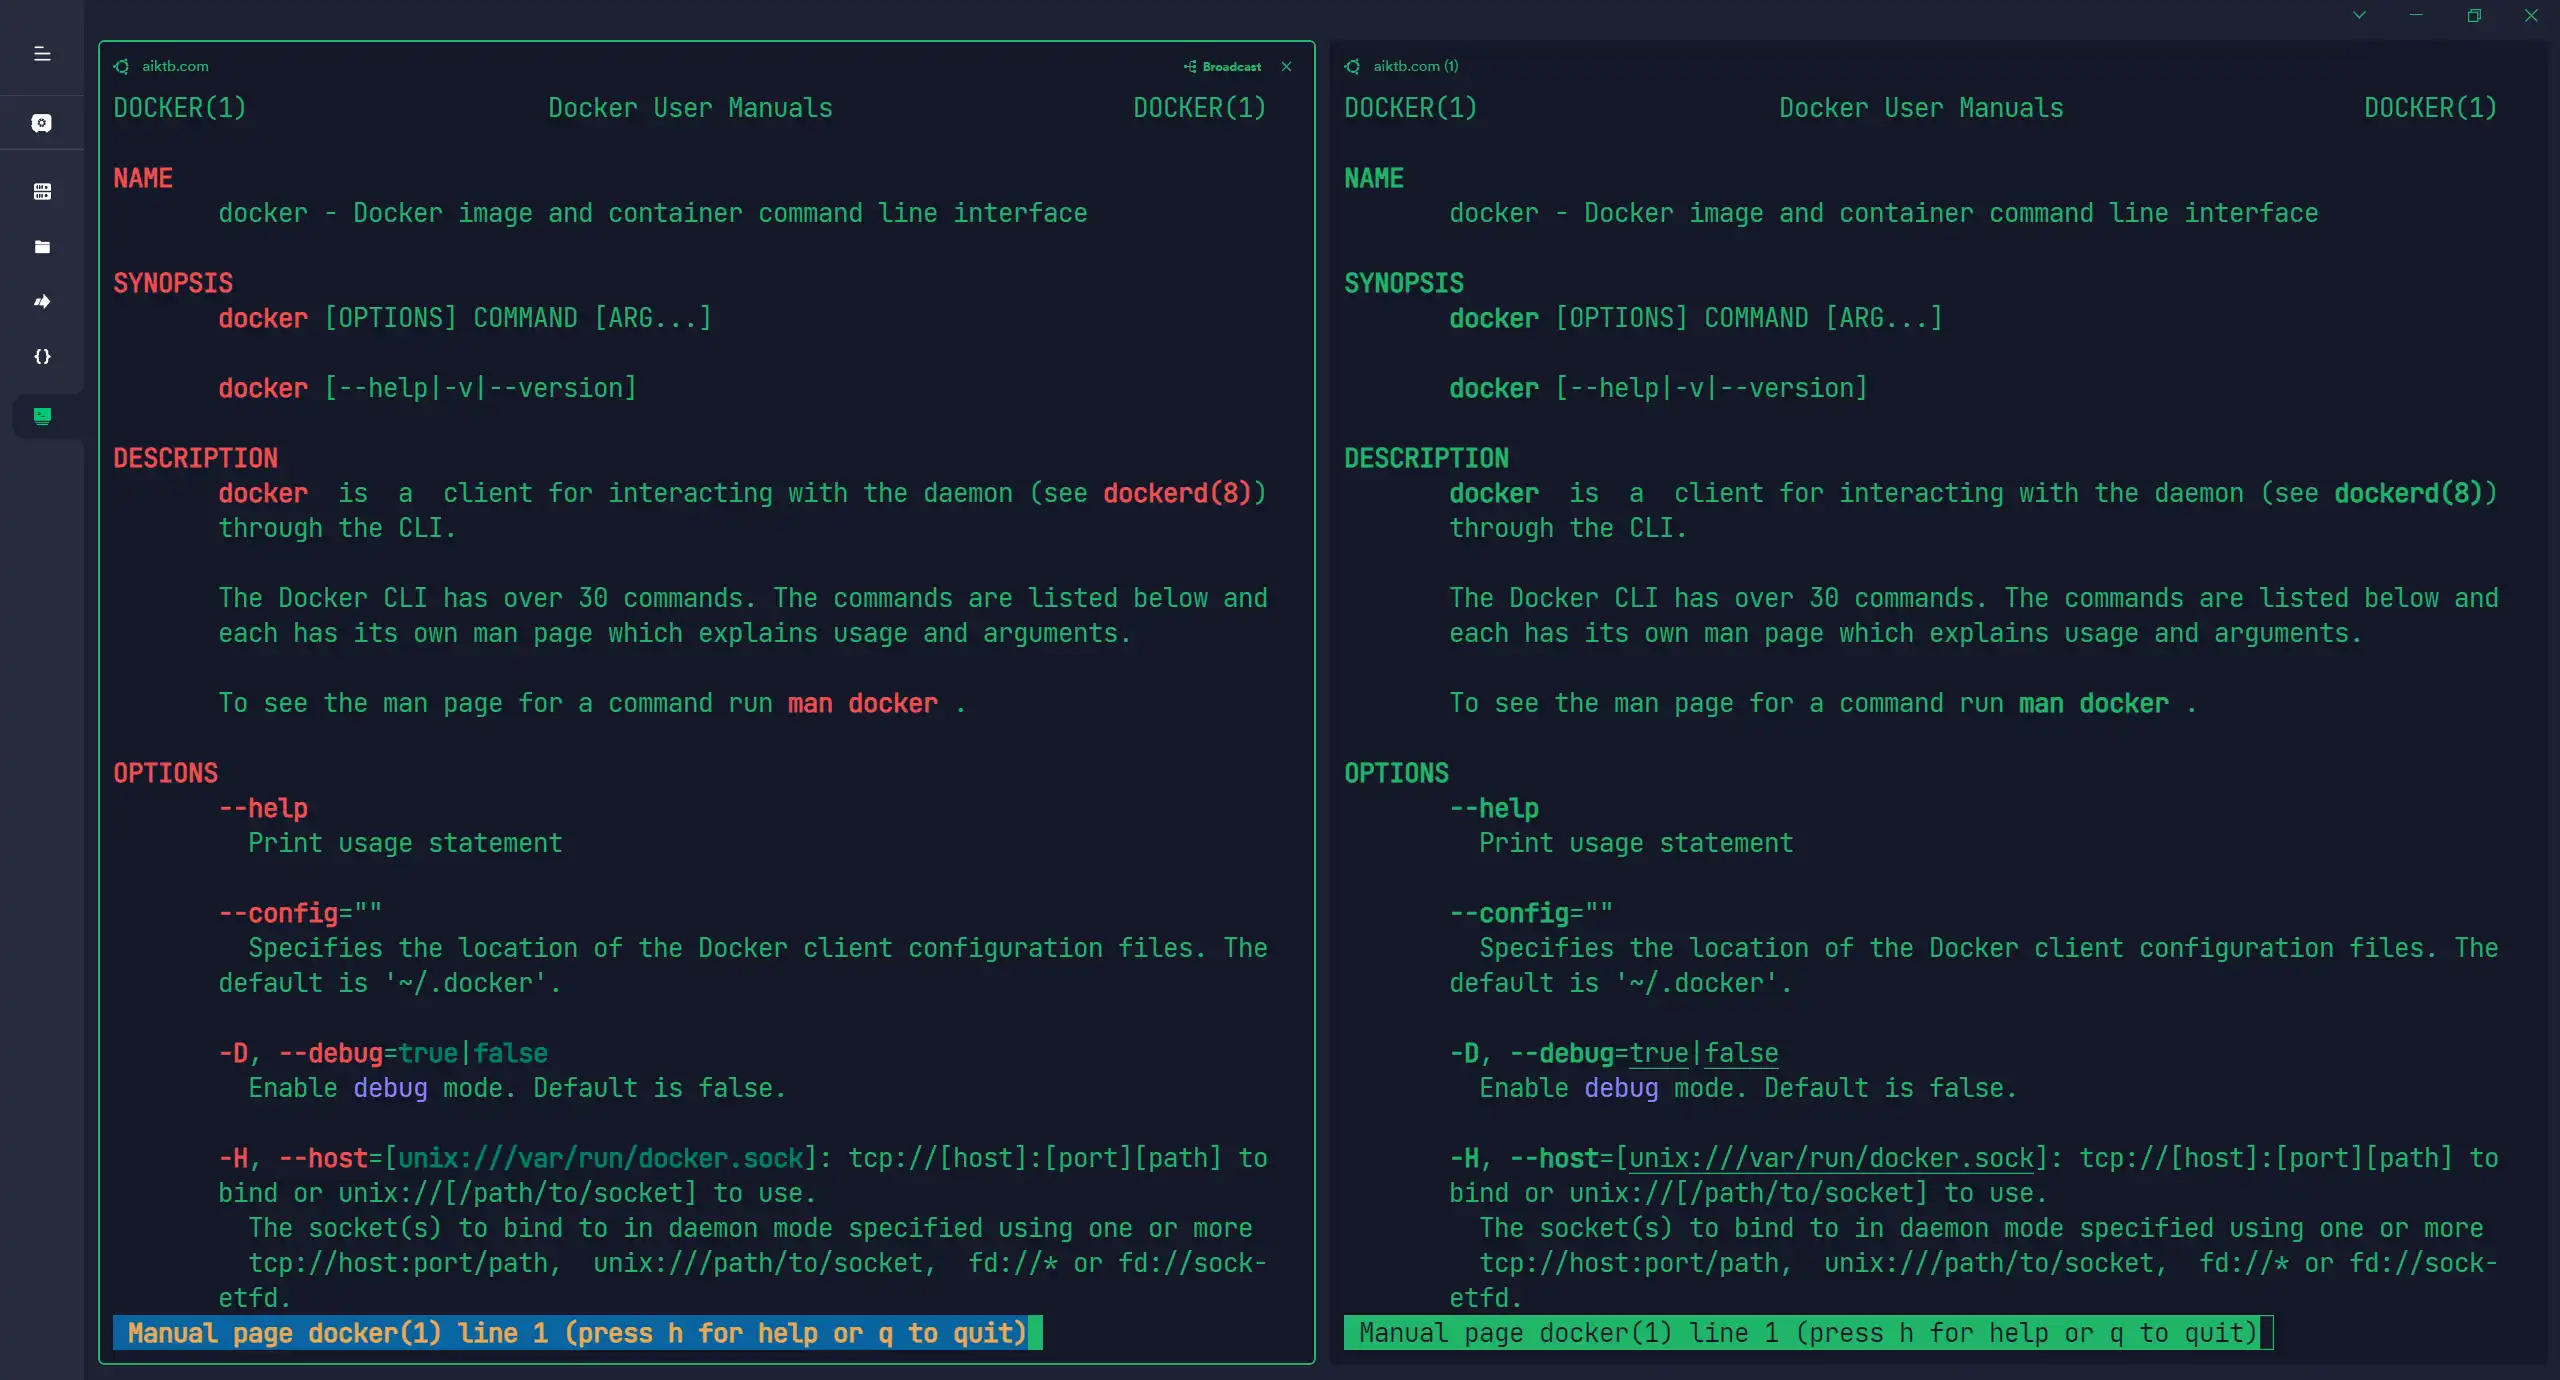 aiktb.com
Broadcast
DOCKER(1) Docker User Manuals DOCKER(1)
NAME
docker - Docker image and container command line interface
SYNOPSIS
docker [OPTIONS] COMMAND [ARG...]
docker [--help|-v|--version]
DESCRIPTION
docker is a client for interacting with the daemon (see dockerd(8))
through the CLI.
The Docker CLI has over 30 commands. The commands are listed below and
each has its own man page which explains usage and arguments.
To see the man page for a command run man docker .
OPTIONS
--help
Print usage statement
--config=""
Specifies the location of the Docker client configuration files. The
default is '~/.docker'.
-D, --debug=true|false
Enable debug mode. Default is false.
-H, --host=[unix:///var/run/docker.sock]: tcp://[host]:[port][path] to
bind or unix://[/path/to/socket] to use.
The socket(s) to bind to in daemon mode specified using one or more
tcp://host:port/path, unix:///path/to/socket, fd://* or fd://sock-
etfd.
Manual page docker(1) line 1 (press h for help or q to quit)
aiktb.com (1)
DOCKER(1) Docker User Manuals DOCKER(1)
NAME
docker - Docker image and container command line interface
SYNOPSIS
docker [OPTIONS] COMMAND [ARG...]
docker [--help|-v|--version]
DESCRIPTION
docker is a client for interacting with the daemon (see dockerd(8))
through the CLI.
The Docker CLI has over 30 commands. The commands are listed below and
each has its own man page which explains usage and arguments.
To see the man page for a command run man docker .
OPTIONS
--help
Print usage statement
--config=""
Specifies the location of the Docker client configuration files. The
default is '~/.docker'.
-D, --debug=true|false
Enable debug mode. Default is false.
-H, --host=[unix:///var/run/docker.sock]: tcp://[host]:[port][path] to
bind or unix://[/path/to/socket] to use.
The socket(s) to bind to in daemon mode specified using one or more
tcp://host:port/path, unix:///path/to/socket, fd://* or fd://sock-
etfd.
Manual page docker(1) line 1 (press h for help or q to quit)